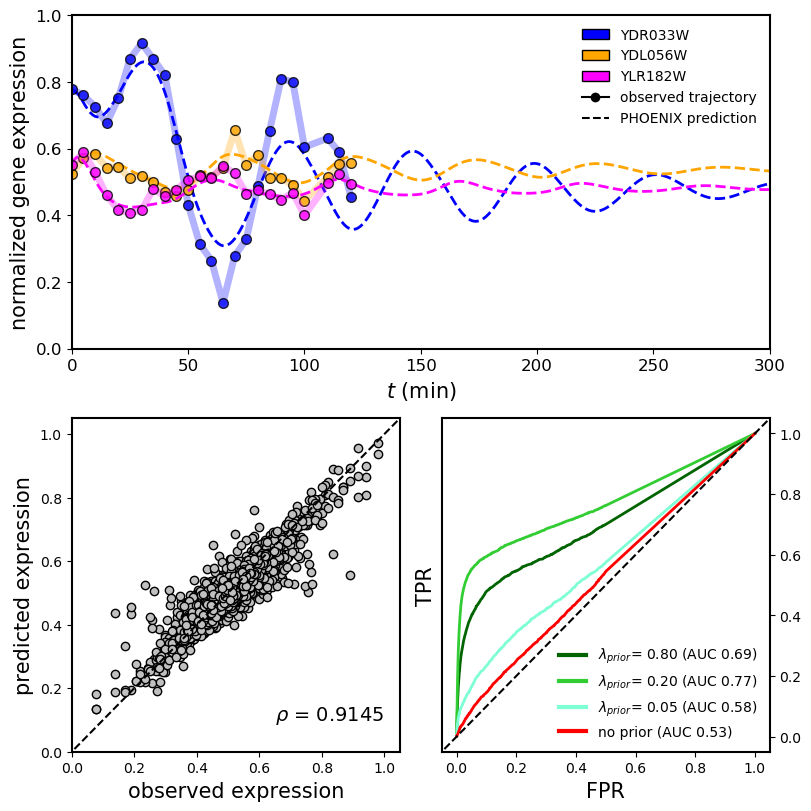 1.0
0.8
0.6
0.4
0.2
0.0
normalized gene expression
YDR033W
YDL056W
YLR182W
observed trajectory
PHOENIX prediction
0 50 100 150 200 250 300
t (min)
1.0
0.8
0.6
0.4
0.2
0.0
predicted expression
ρ = 0.9145
0.0 0.2 0.4 0.6 0.8 1.0
observed expression
TPR
1.0
0.8
0.6
0.4
0.2
0.0
λprior= 0.80 (AUC 0.69)
λprior= 0.20 (AUC 0.77)
λprior= 0.05 (AUC 0.58)
no prior (AUC 0.53)
0.0 0.2 0.4 0.6 0.8 1.0
FPR